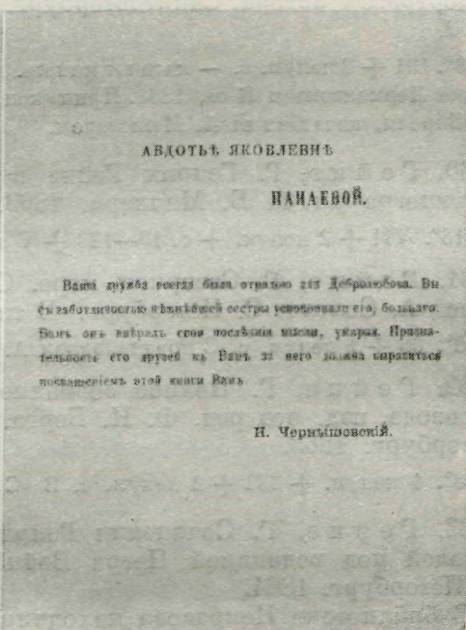 АВДОТЬѢ ЯКОВЛЕВНѢ
ПАНАЕВОЙ.
Ваша дружба всегда была отрадою для Добролюбова. Вы
съ заботливостью нѣжнѣйшей сестры успокоивали его, больнаго.
Вамъ онъ ввѣрялъ свои послѣднія мысли, умирая. Призна-
тельность его друзей къ Вамъ за него должна выразиться
посвященіемъ этой книги Вамъ
Н. Чернышовскій.